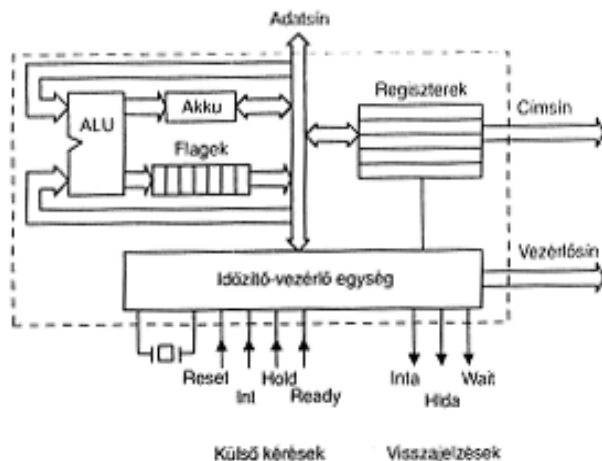 Adatsín
Regiszterek
Címsín
ALU
Akku
Flagek
Vezérlősín
Időzítő-vezérlő egység
Reset
Int
Hold
Ready
Inta
Hlda
Wait
Külső kérések
Visszajelzések